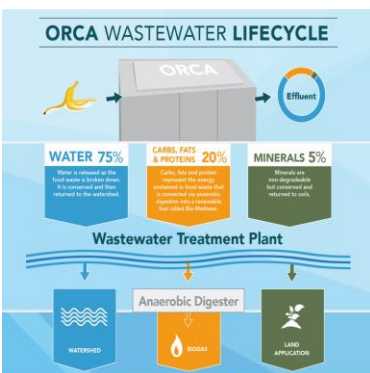 ORCA WASTEWATER LIFECYCLE
ORCA
Effluent
WATER 75%
Water is released as the
food waste is broken down.
It is conserved and then
returned to the watershed.
CARBS, FATS
& PROTEINS 20%
Carbs, fats and protein
represent the energy
contained in food waste that
is converted via anaerobic
digestion into a renewable
fuel called Bio-Methane.
MINERALS 5%
Minerals are
non-degradeable
but conserved and
returned to soils.
Wastewater Treatment Plant
Anaerobic Digester
WATERSHED
BIOGAS
LAND
APPLICATION